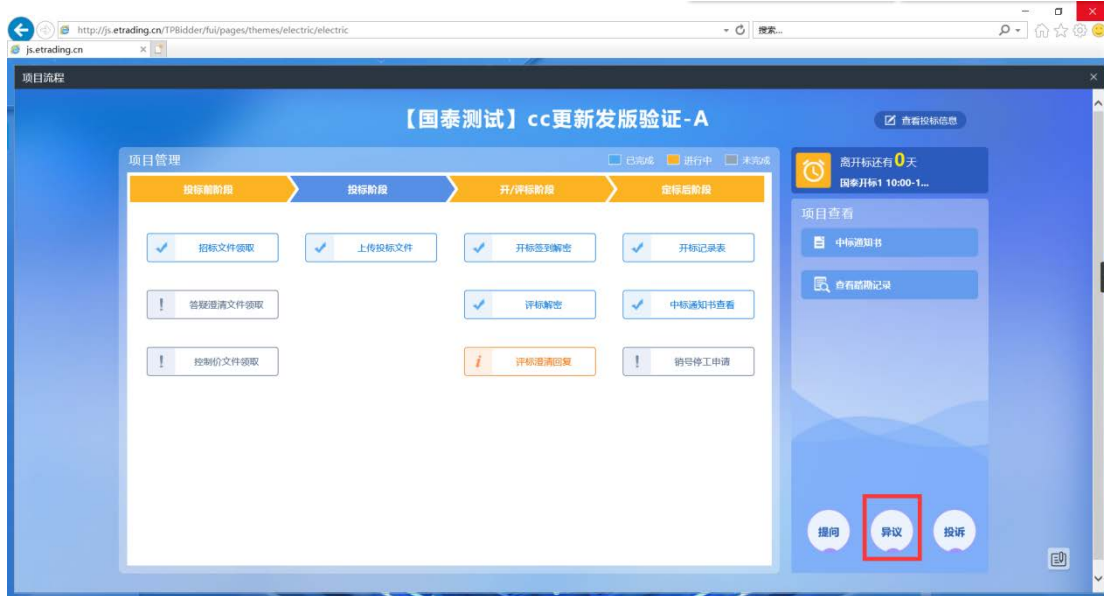 http://js.etrading.cn/TPBidder/fui/pages/themes/electric/electric
搜索...
js.etrading.cn
项目流程
【国泰测试】cc更新发版验证-A
查看投标信息
项目管理
已完成 进行中 未完成
投标前阶段 投标阶段 开/评标阶段 定标后阶段
招标文件领取 上传投标文件 开标签到解密 开标记录表
答疑澄清文件领取 评标解密 中标通知书查看
控制价文件领取 评标澄清回复 销号停工申请
离开标还有0天
国泰开标1 10:00-1...
项目查看
中标通知书
查看踏勘记录
提问 异议 投诉